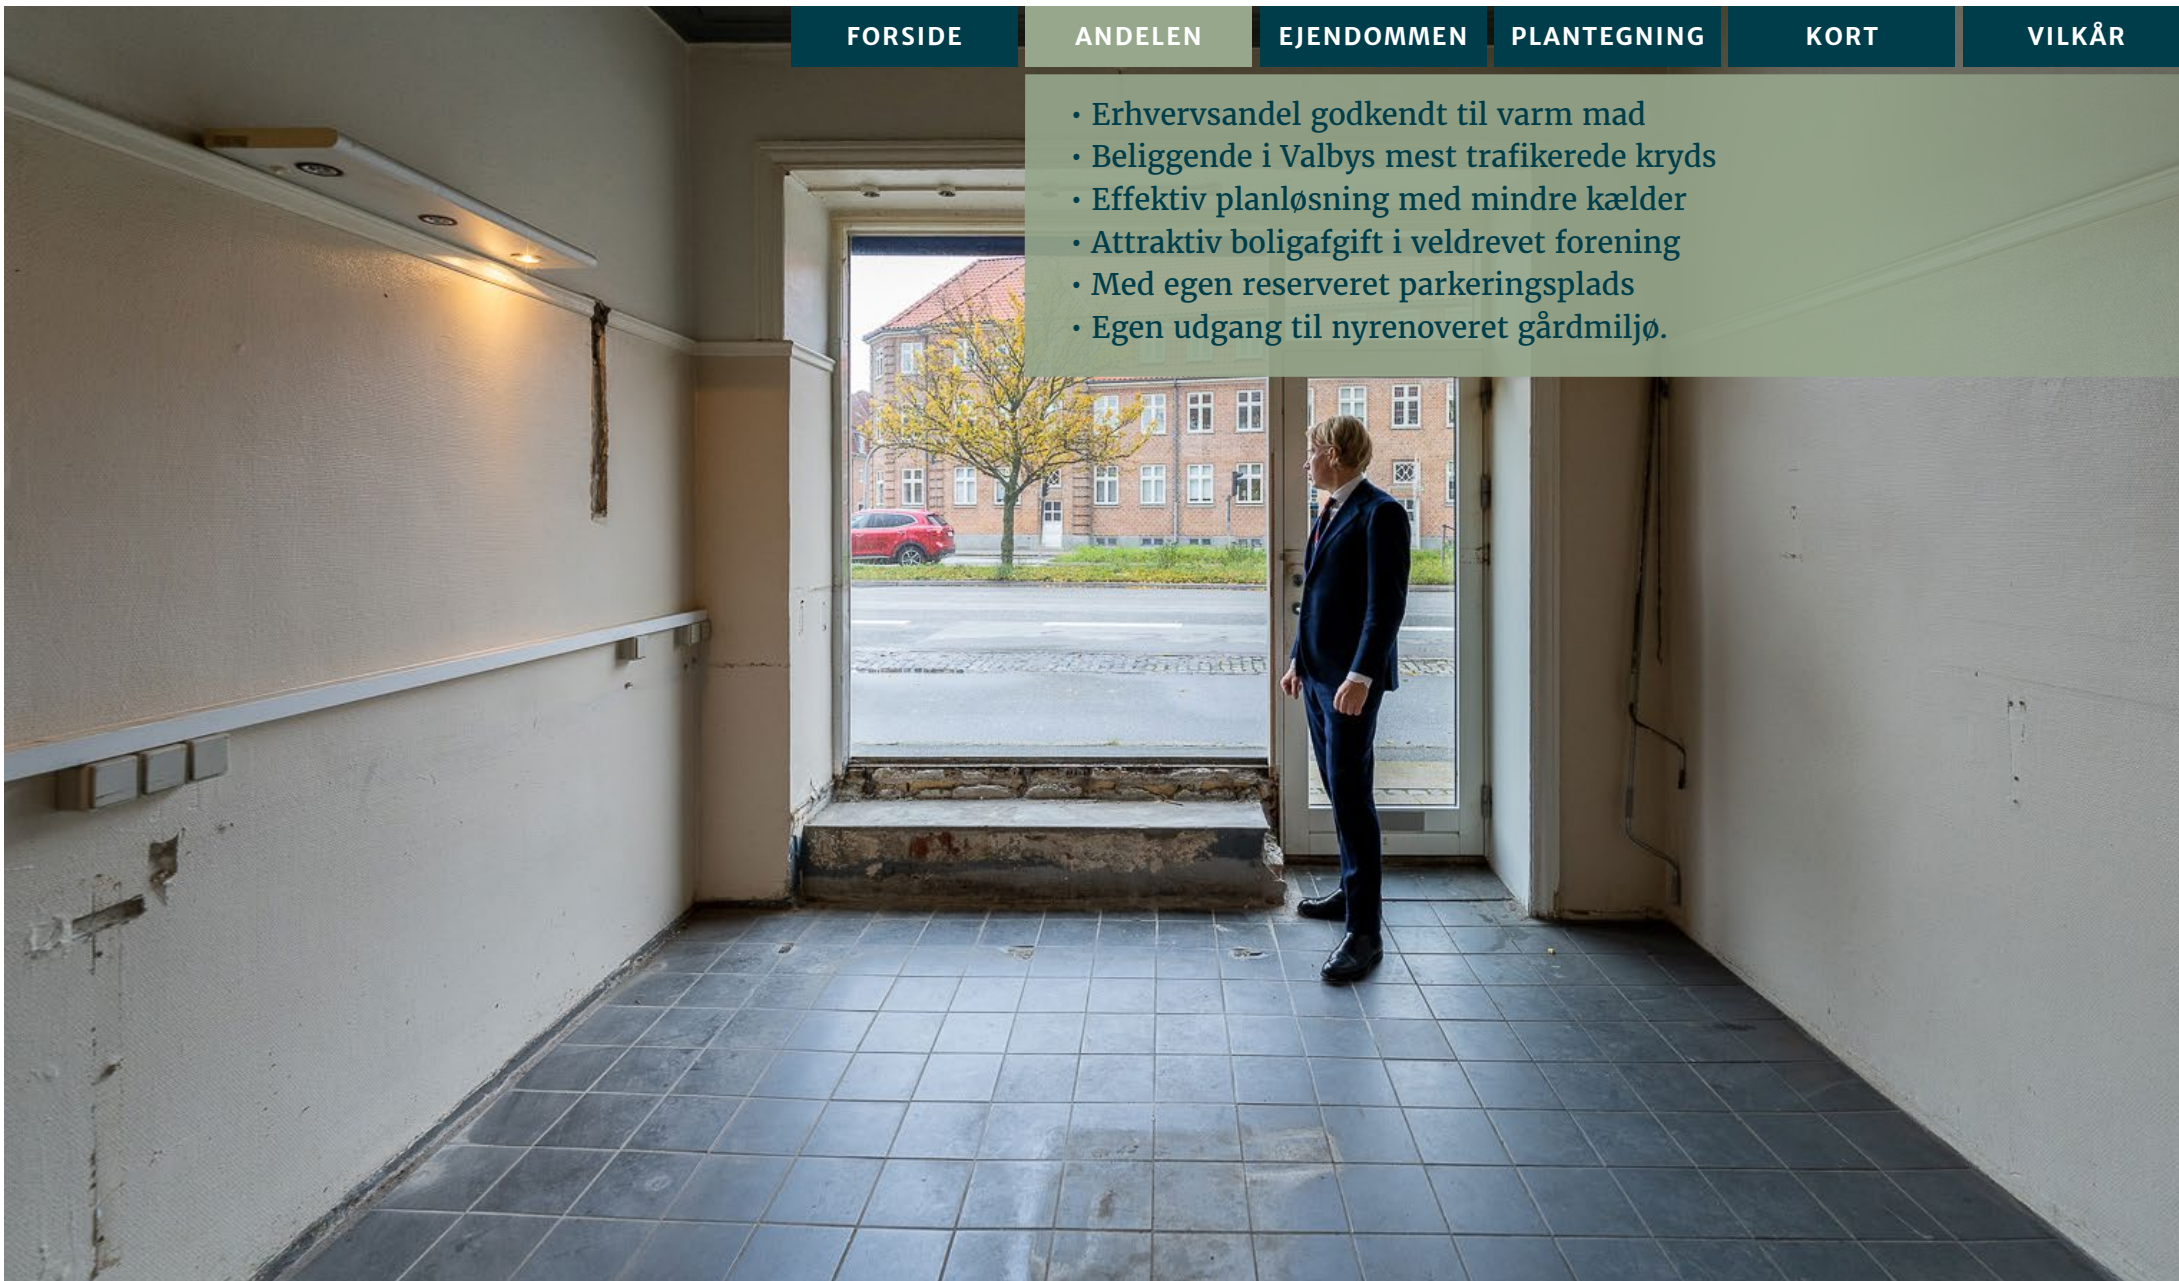 FORSIDE ANDELEN EJENDOMMEN PLANTEGNING KORT VILKÅR
• Erhvervsandel godkendt til varm mad
• Beliggende i Valbys mest trafikerede kryds
• Effektiv planløsning med mindre kælder
• Attraktiv boligafgift i veldrevet forening
• Med egen reserveret parkeringsplads
• Egen udgang til nyrenoveret gårdmiljø.